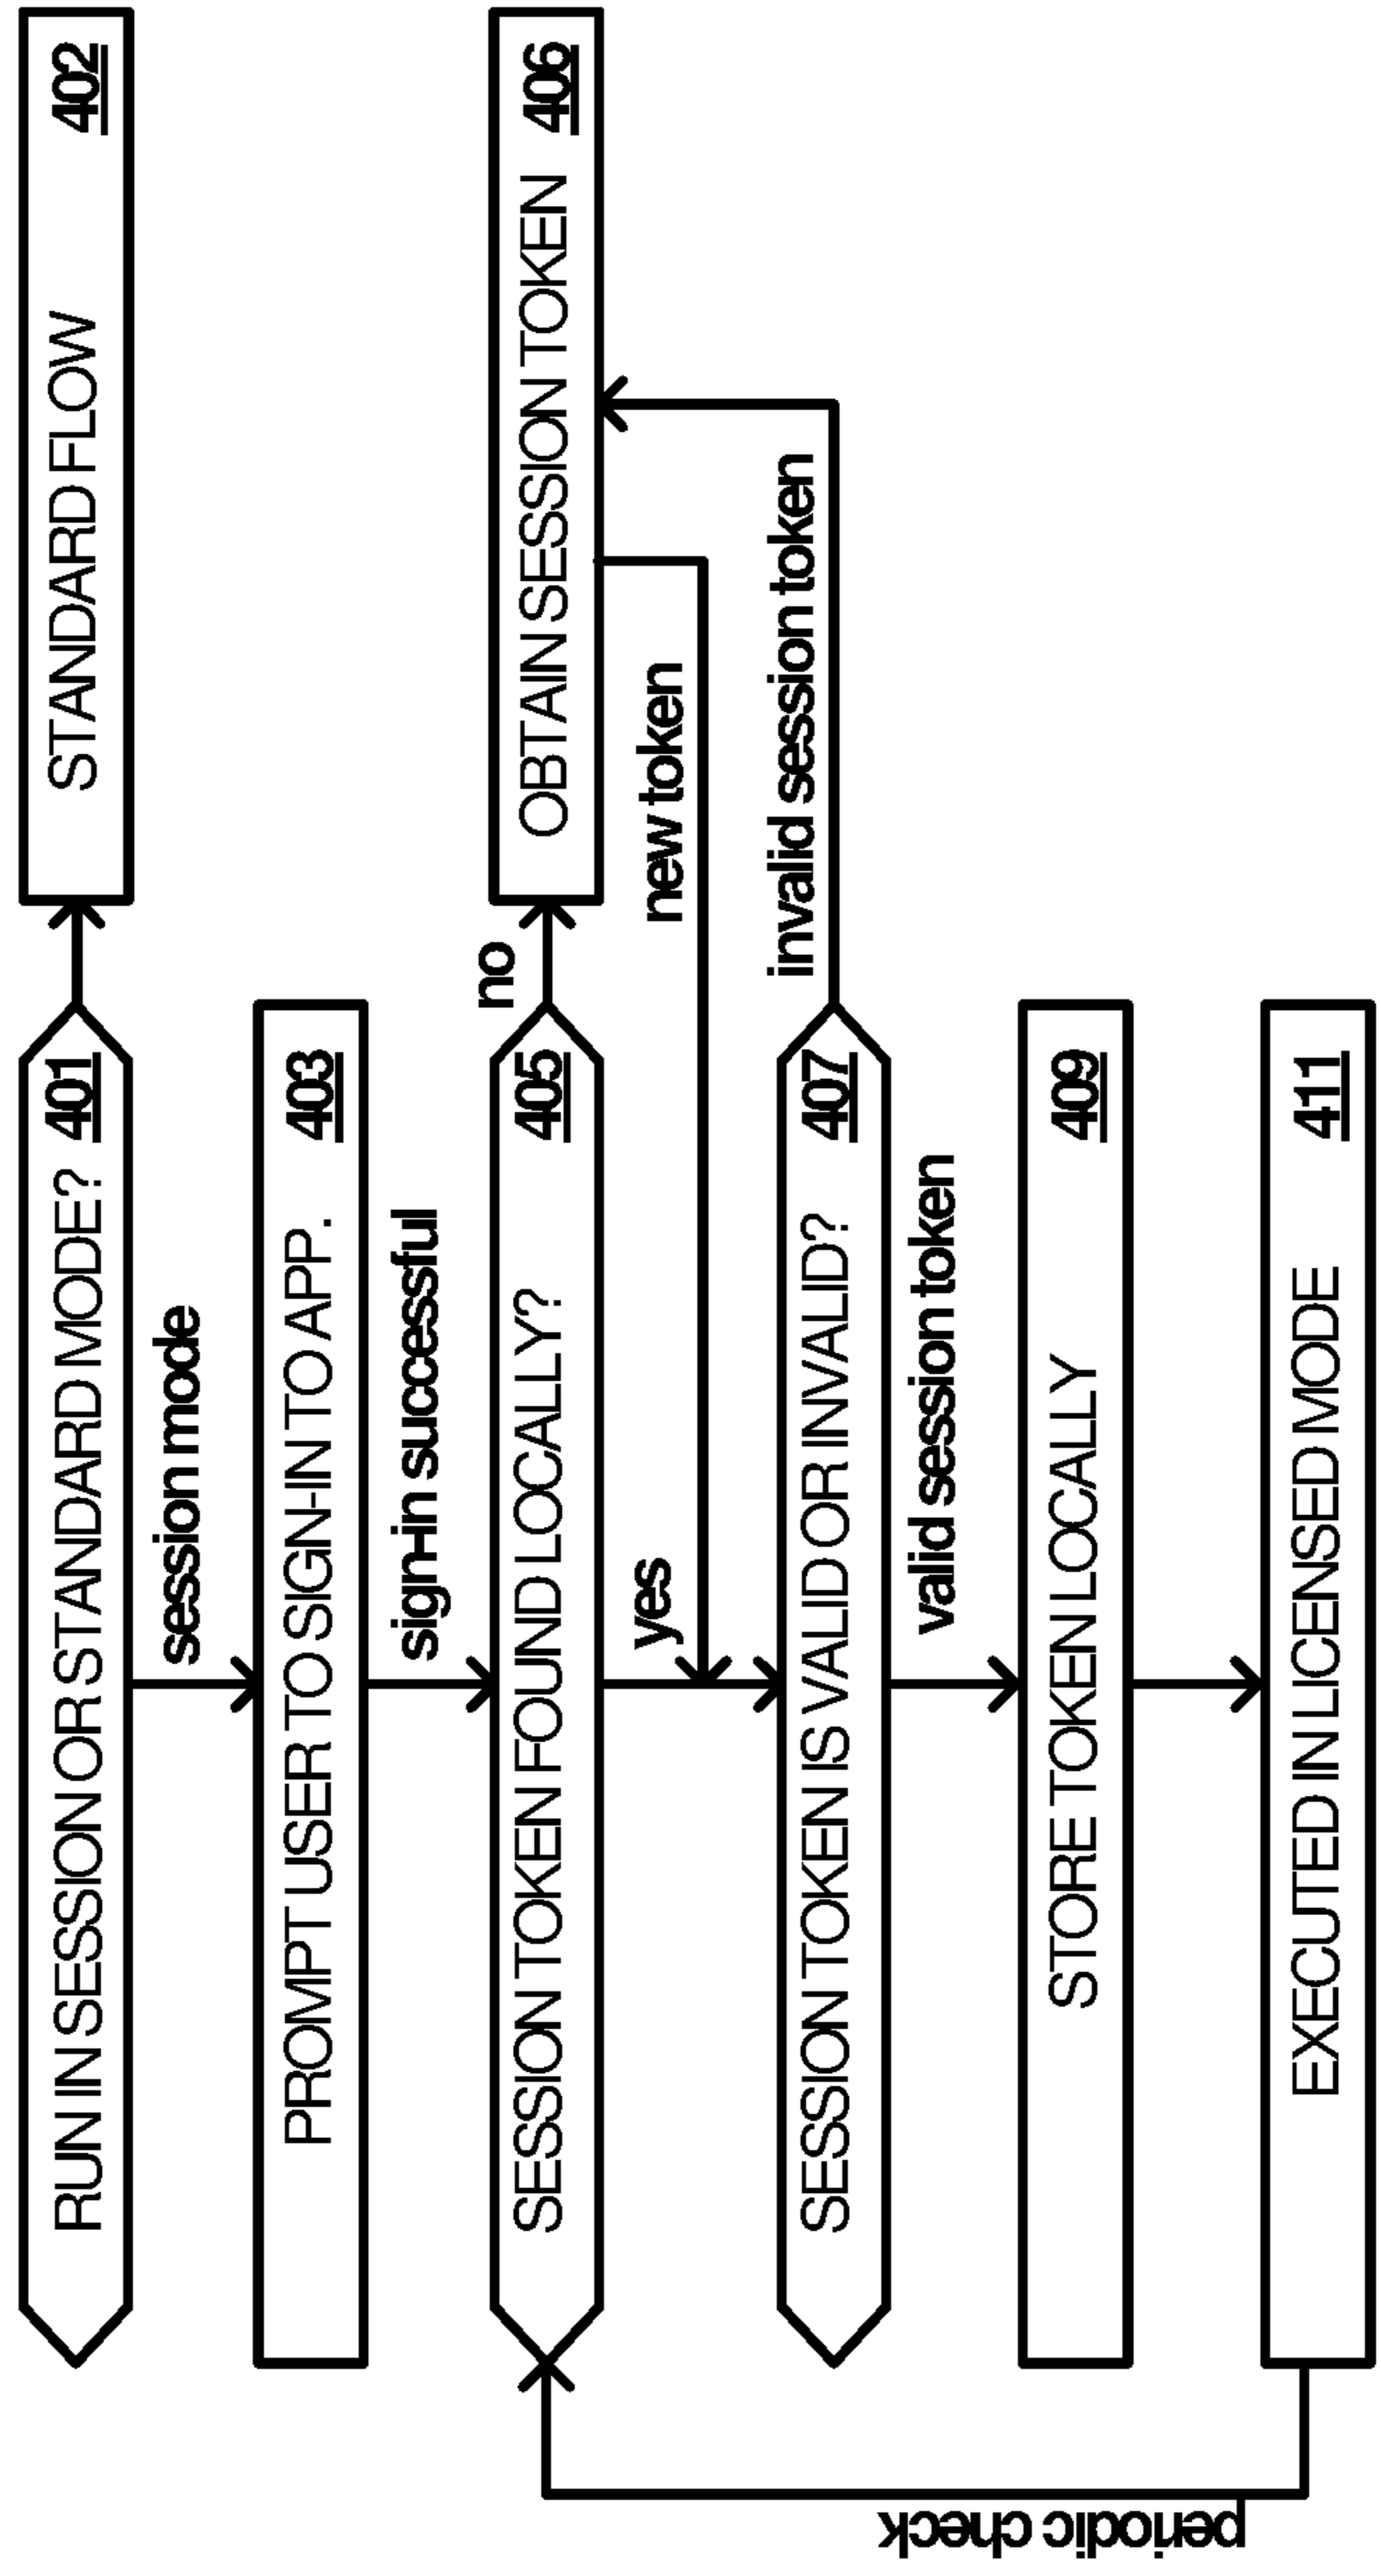 RUN IN SESSION OR STANDARD MODE? 401
STANDARD FLOW 402
session mode
PROMPT USER TO SIGN-IN TO APP. 403
sign-in successful
SESSION TOKEN FOUND LOCALLY? 405
no
OBTAIN SESSION TOKEN 406
yes
new token
SESSION TOKEN IS VALID OR INVALID? 407
invalid session token
valid session token
STORE TOKEN LOCALLY 409
EXECUTED IN LICENSED MODE 411
periodic check